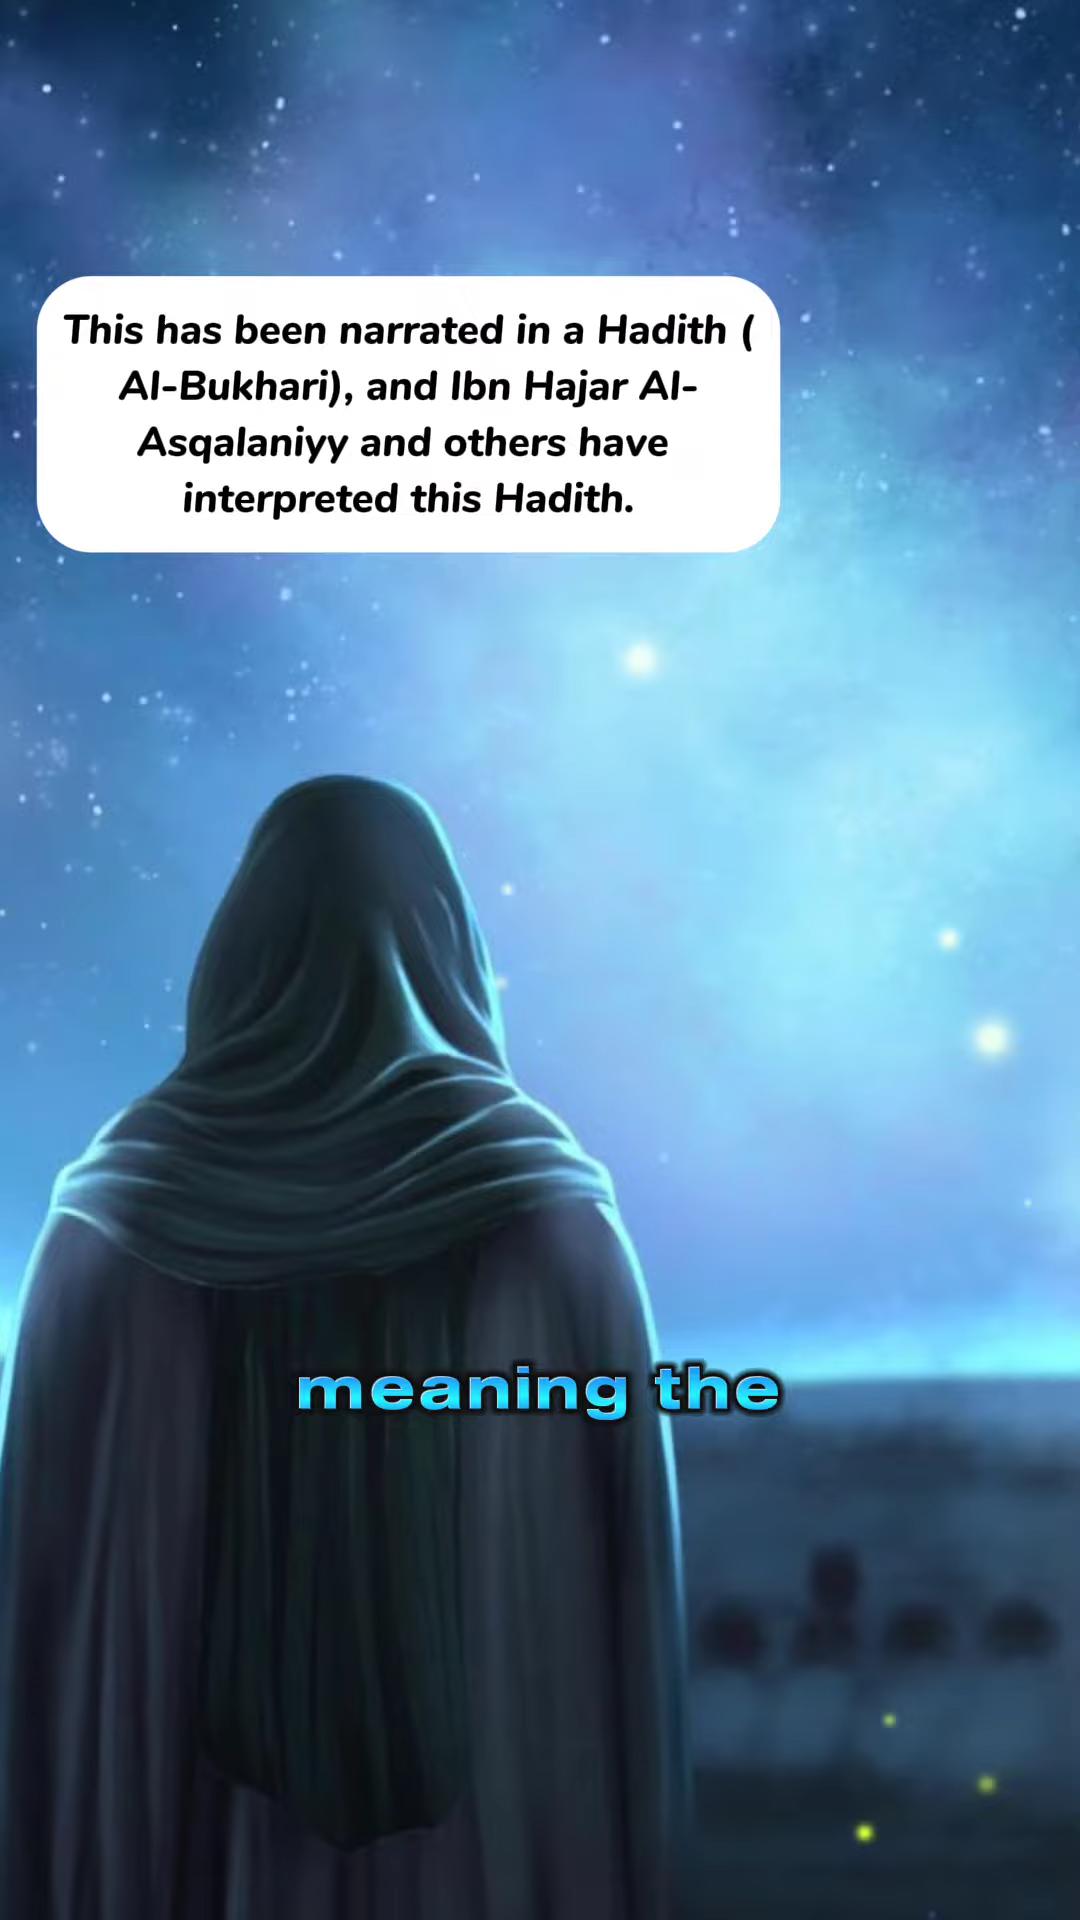 This has been narrated in a Hadith (
Al-Bukhari), and Ibn Hajar Al-
Asqalaniyy and others have
interpreted this Hadith.
meaning the